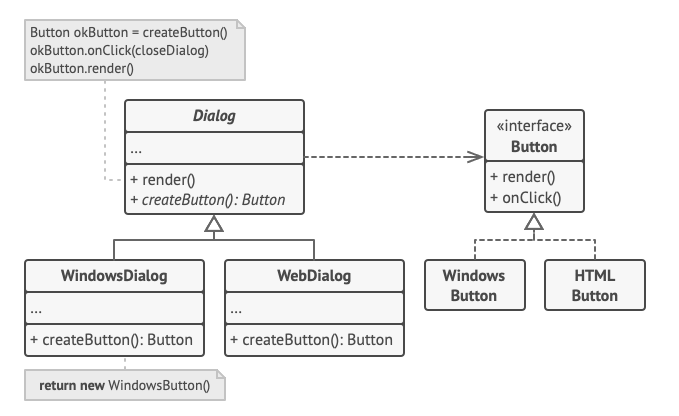 Button okButton = createButton()
okButton.onClick(closeDialog)
okButton.render()
Dialog
...
+ render()
+ createButton(): Button
«interface»
Button
+ render()
+ onClick()
WindowsDialog
...
+ createButton(): Button
WebDialog
...
+ createButton(): Button
Windows
Button
HTML
Button
return new WindowsButton()